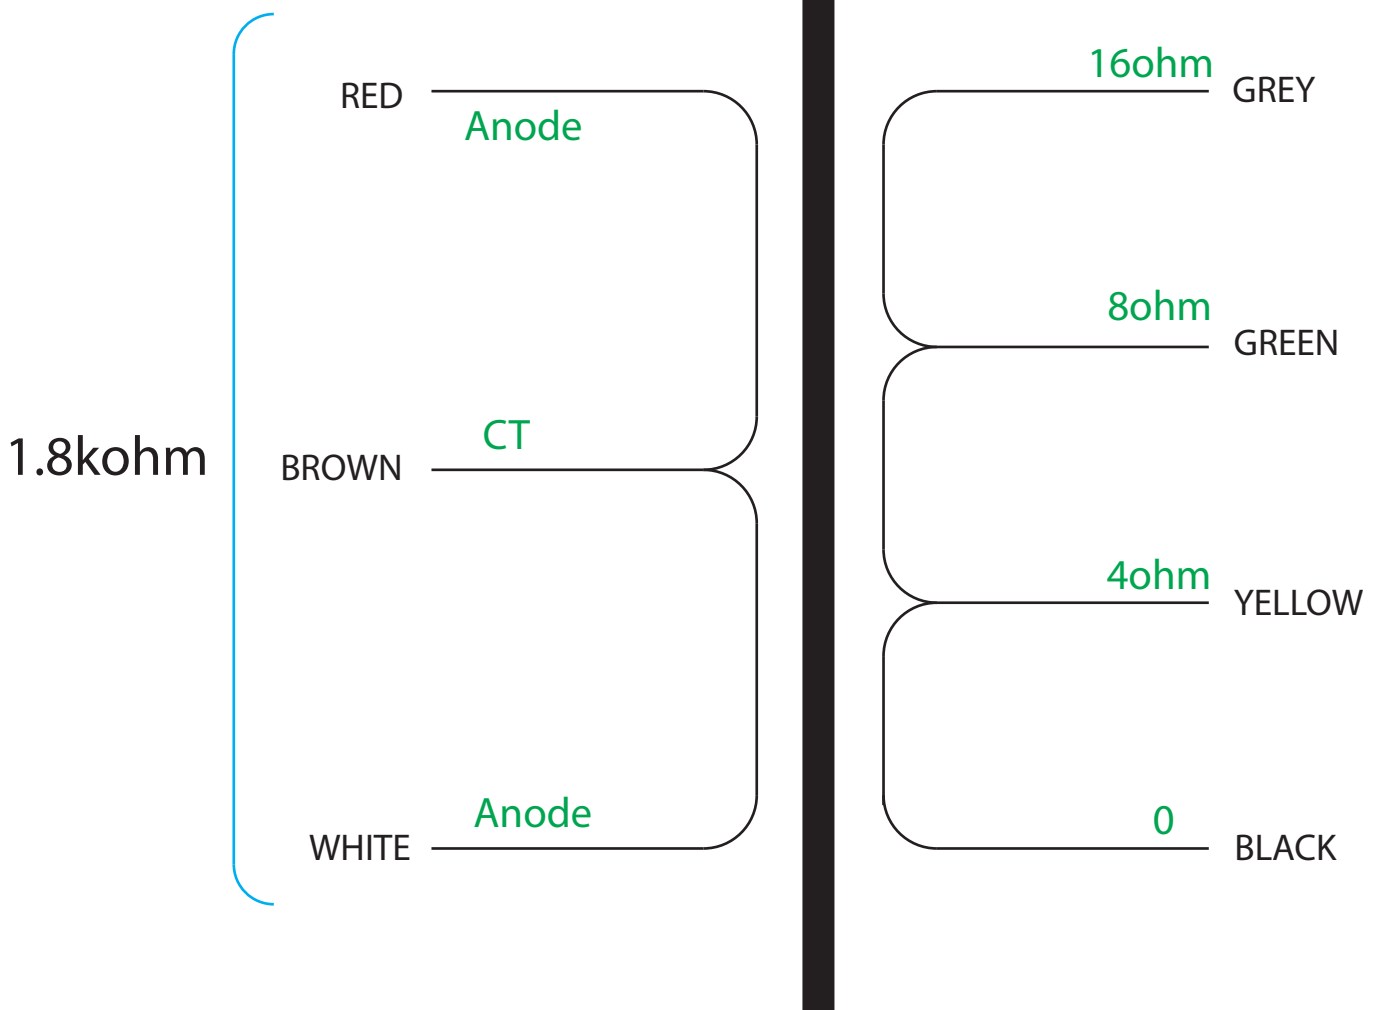 16ohm
GREY
RED
Anode
8ohm
GREEN
CT
1.8kohm
BROWN
4ohm
YELLOW
Anode
0
WHITE
BLACK